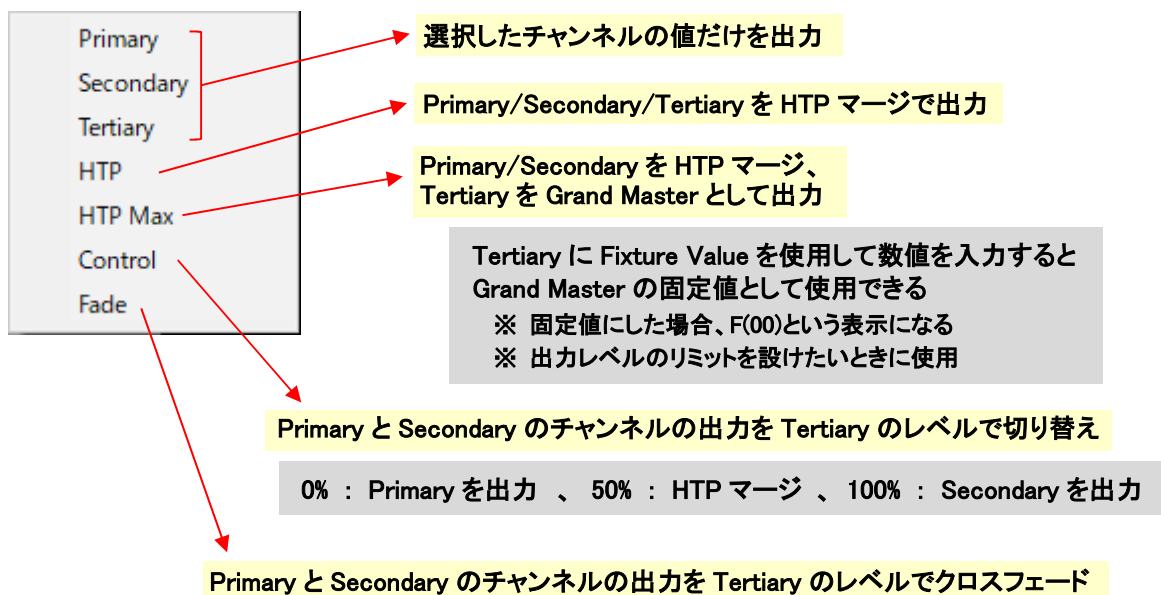 Primary
Secondary
Tertiary
HTP
HTP Max
Control
Fade
選択したチャンネルの値だけを出力
Primary/Secondary/Tertiary を HTP マージで出力
Primary/Secondary を HTP マージ、
Tertiary を Grand Master として出力
Tertiary に Fixture Value を使用して数値を入力すると
Grand Master の固定値として使用できる
※ 固定値にした場合、F(00)という表示になる
※ 出力レベルのリミットを設けたいときに使用
Primary と Secondary のチャンネルの出力を Tertiary のレベルで切り替え
0% : Primary を出力 、 50% : HTP マージ 、 100% : Secondary を出力
Primary と Secondary のチャンネルの出力を Tertiary のレベルでクロスフェード